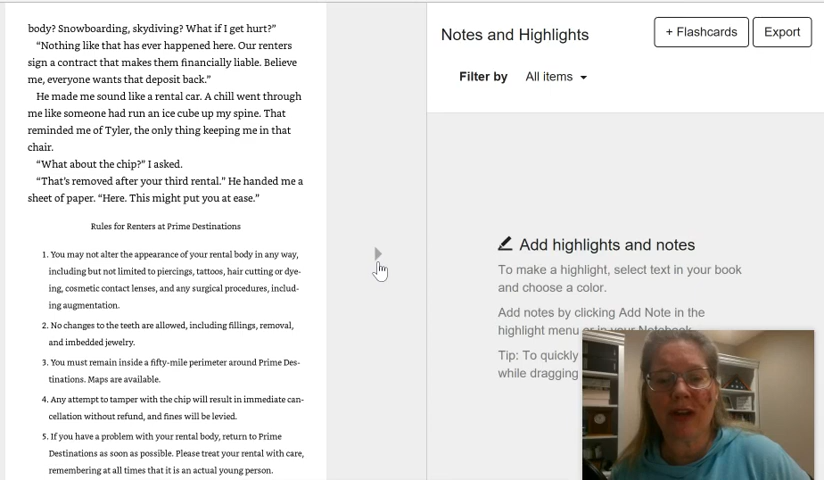 body? Snowboarding, skydiving? What if I get hurt?”
“Nothing like that has ever happened here. Our renters
sign a contract that makes them financially liable. Believe
me, everyone wants that deposit back.”
He made me sound like a rental car. A chill went through
me like someone had run an ice cube up my spine. That
reminded me of Tyler, the only thing keeping me in that
chair.
“What about the chip?” I asked.
“That’s removed after your third rental.” He handed me a
sheet of paper. “Here. This might put you at ease.”
Rules for Renters at Prime Destinations
1. You may not alter the appearance of your rental body in any way,
including but not limited to piercings, tattoos, hair cutting or dye-
ing, cosmetic contact lenses, and any surgical procedures, includ-
ing augmentation.
2. No changes to the teeth are allowed, including fillings, removal,
and imbedded jewelry.
3. You must remain inside a fifty-mile perimeter around Prime Des-
tinations. Maps are available.
4. Any attempt to tamper with the chip will result in immediate can-
cellation without refund, and fines will be levied.
5. If you have a problem with your rental body, return to Prime
Destinations as soon as possible. Please treat your rental with care,
remembering at all times that it is an actual young person.
Notes and Highlights
+ Flashcards
Export
Filter by All items
Add highlights and notes
To make a highlight, select text in your book
and choose a color.
Add notes by clicking Add Note in the
highlight menu or in your Notebook.
Tip: To quickly
while dragging